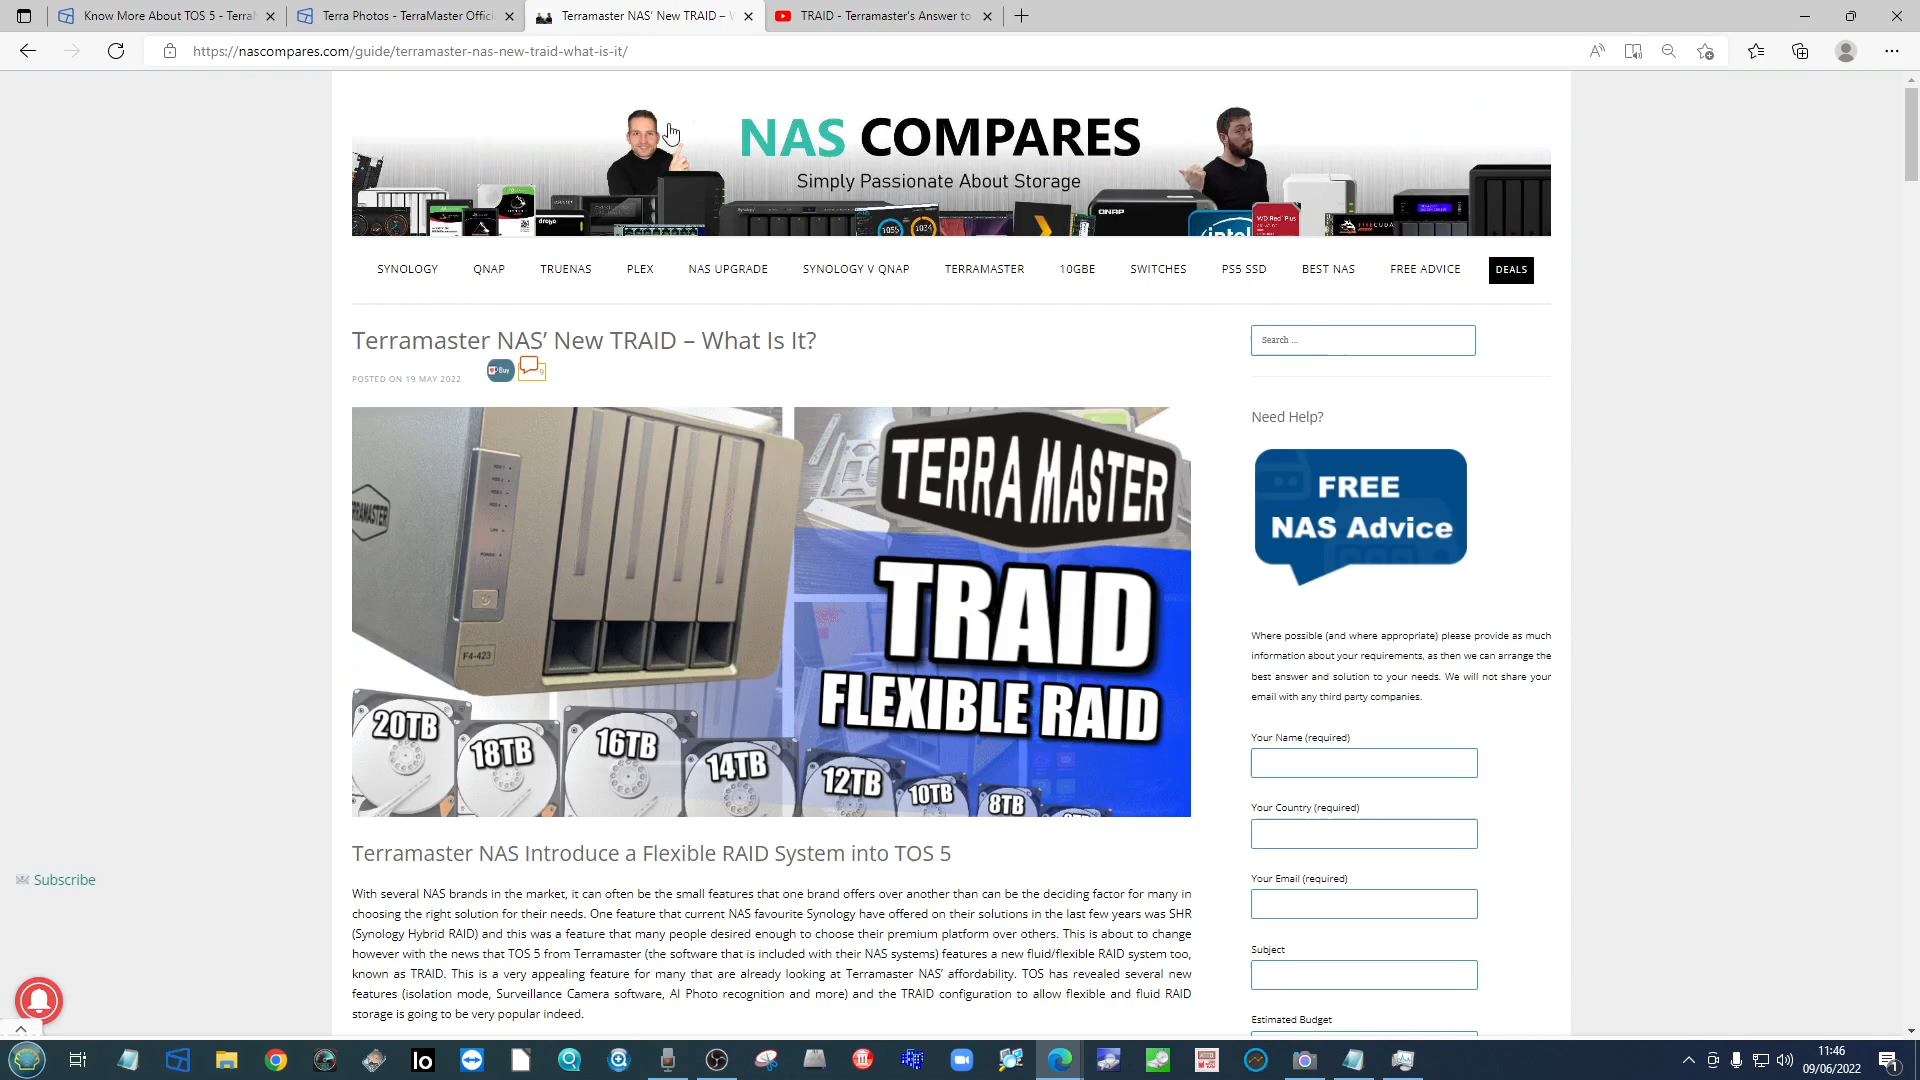 Know More About TOS 5 - Terra
Terra Photos - TerraMaster Offici
Terramaster NAS' New TRAID –
TRAID - Terramaster's Answer to
https://nascompares.com/guide/terramaster-nas-new-traid-what-is-it/
NAS COMPARES
Simply Passionate About Storage
QNAP
intel
WD Red Plus
drobo
1055
1034
SYNOLOGY
QNAP
TRUENAS
PLEX
NAS UPGRADE
SYNOLOGY V QNAP
TERRAMASTER
10GBE
SWITCHES
PS5 SSD
BEST NAS
FREE ADVICE
DEALS
Terramaster NAS’ New TRAID – What Is It?
POSTED ON 19 MAY 2022
Buy
9
Search ...
Need Help?
FREE
NAS Advice
TERRAMASTER
TRAID
FLEXIBLE RAID
F4-423
20TB
18TB
16TB
14TB
12TB
10TB
8TB
Where possible (and where appropriate) please provide as much
information about your requirements, as then we can arrange the
best answer and solution to your needs. We will not share your
email with any third party companies.
Your Name (required)
Your Country (required)
Your Email (required)
Subject
Estimated Budget
Terramaster NAS Introduce a Flexible RAID System into TOS 5
With several NAS brands in the market, it can often be the small features that one brand offers over another than can be the deciding factor for many in
choosing the right solution for their needs. One feature that current NAS favourite Synology have offered on their solutions in the last few years was SHR
(Synology Hybrid RAID) and this was a feature that many people desired enough to choose their premium platform over others. This is about to change
however with the news that TOS 5 from Terramaster (the software that is included with their NAS systems) features a new fluid/flexible RAID system too,
known as TRAID. This is a very appealing feature for many that are already looking at Terramaster NAS’ affordability. TOS has revealed several new
features (isolation mode, Surveillance Camera software, AI Photo recognition and more) and the TRAID configuration to allow flexible and fluid RAID
storage is going to be very popular indeed.
Subscribe
Io
11:46
09/06/2022
1